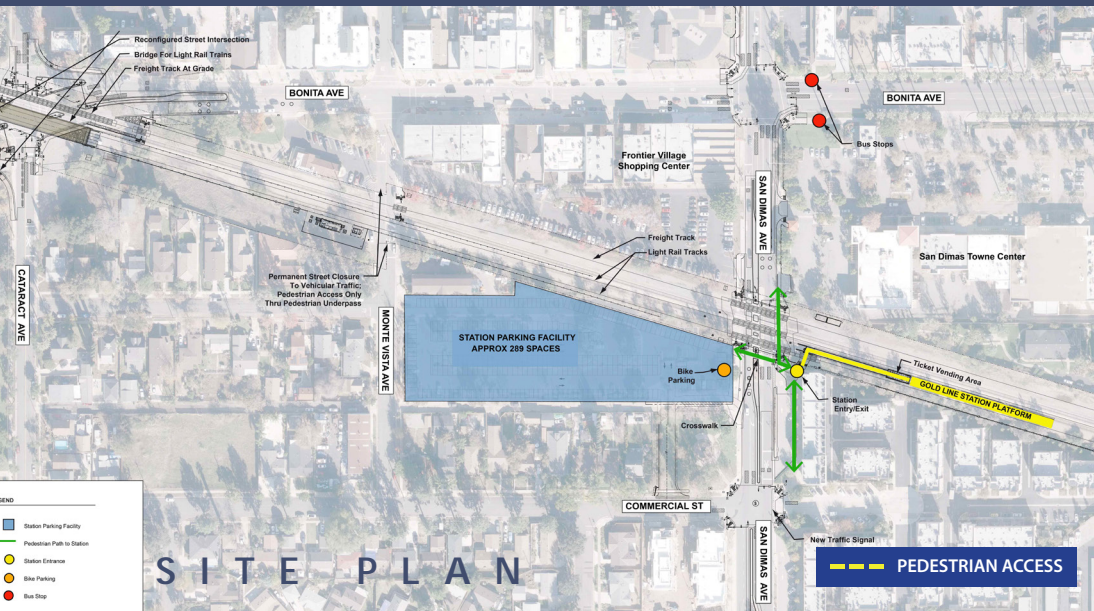 Reconfigured Street Intersection
Bridge For Light Rail Trains
Freight Track At Grade
BONITA AVE
BONITA AVE
Bus Stops
Frontier Village
Shopping Center
SAN DIMAS AVE
San Dimas Towne Center
Freight Track
Light Rail Tracks
Permanent Street Closure
To Vehicular Traffic;
Pedestrian Access Only
Thru Pedestrian Underpass
CATARACT AVE
MONTE VISTA AVE
STATION PARKING FACILITY
APPROX 289 SPACES
Bike
Parking
Ticket Vending Area
GOLD LINE STATION PLATFORM
Station
Entry/Exit
Crosswalk
COMMERCIAL ST
New Traffic Signal
SAN DIMAS AVE
GEND
Station Parking Facility
Pedestrian Path to Station
Station Entrance
Bike Parking
Bus Stop
SITE PLAN
PEDESTRIAN ACCESS